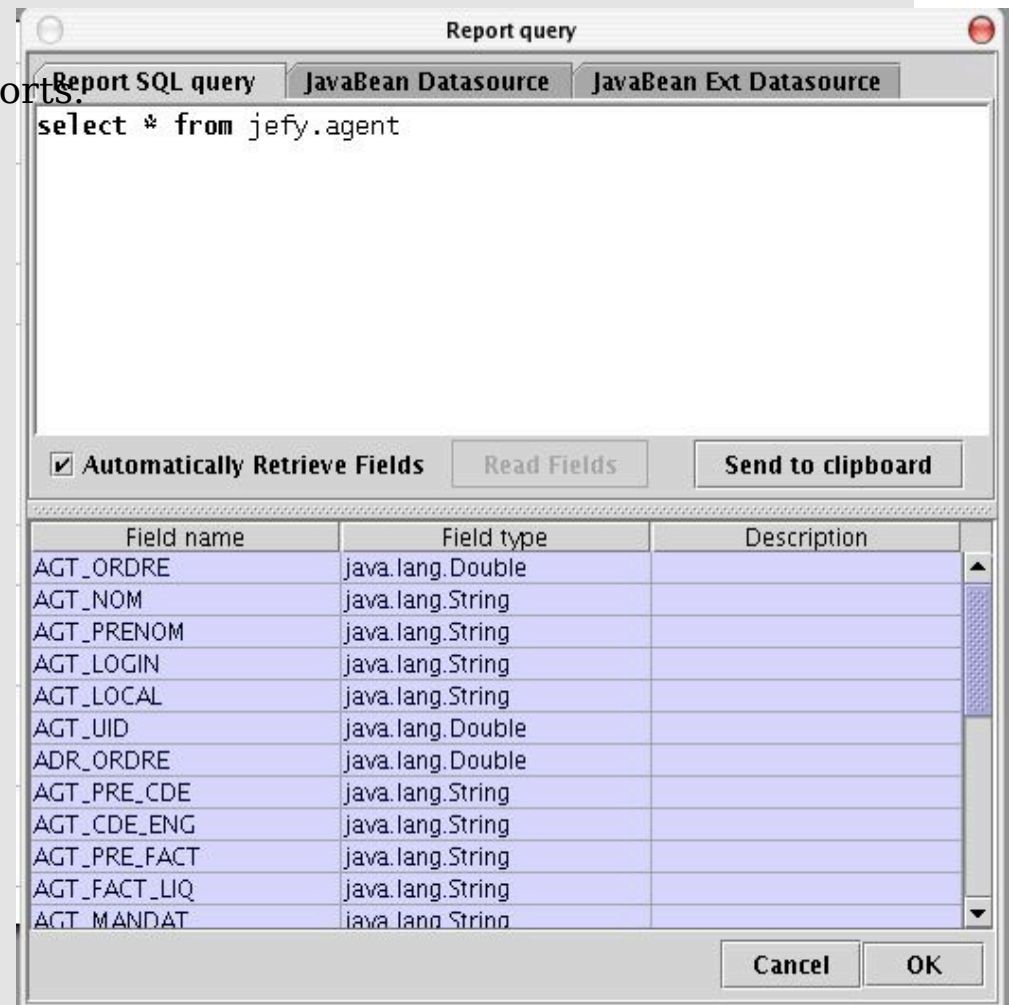 Report query
orts.
Report SQL query JavaBean Datasource JavaBean Ext Datasource
select * from jefy.agent
Automatically Retrieve Fields Read Fields Send to clipboard
Field name Field type Description
AGT_ORDRE java.lang.Double
AGT_NOM java.lang.String
AGT_PRENOM java.lang.String
AGT_LOGIN java.lang.String
AGT_LOCAL java.lang.String
AGT_UID java.lang.Double
ADR_ORDRE java.lang.Double
AGT_PRE_CDE java.lang.String
AGT_CDE_ENG java.lang.String
AGT_PRE_FACT java.lang.String
AGT_FACT_LIQ java.lang.String
AGT_MANDAT java.lang.String
Cancel OK